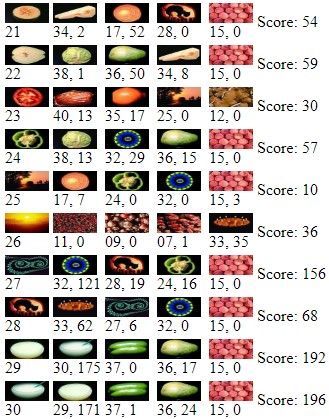 21 34, 2 17, 52 28, 0 15, 0 Score: 54
22 38, 1 36, 50 34, 8 15, 0 Score: 59
23 40, 13 35, 17 25, 0 12, 0 Score: 30
24 38, 13 32, 29 36, 15 15, 0 Score: 57
25 17, 7 24, 0 32, 0 15, 3 Score: 10
26 11, 0 09, 0 07, 1 33, 35 Score: 36
27 32, 121 28, 19 24, 16 15, 0 Score: 156
28 33, 62 27, 6 32, 0 15, 0 Score: 68
29 30, 175 37, 0 36, 17 15, 0 Score: 192
30 29, 171 37, 1 36, 24 15, 0 Score: 196